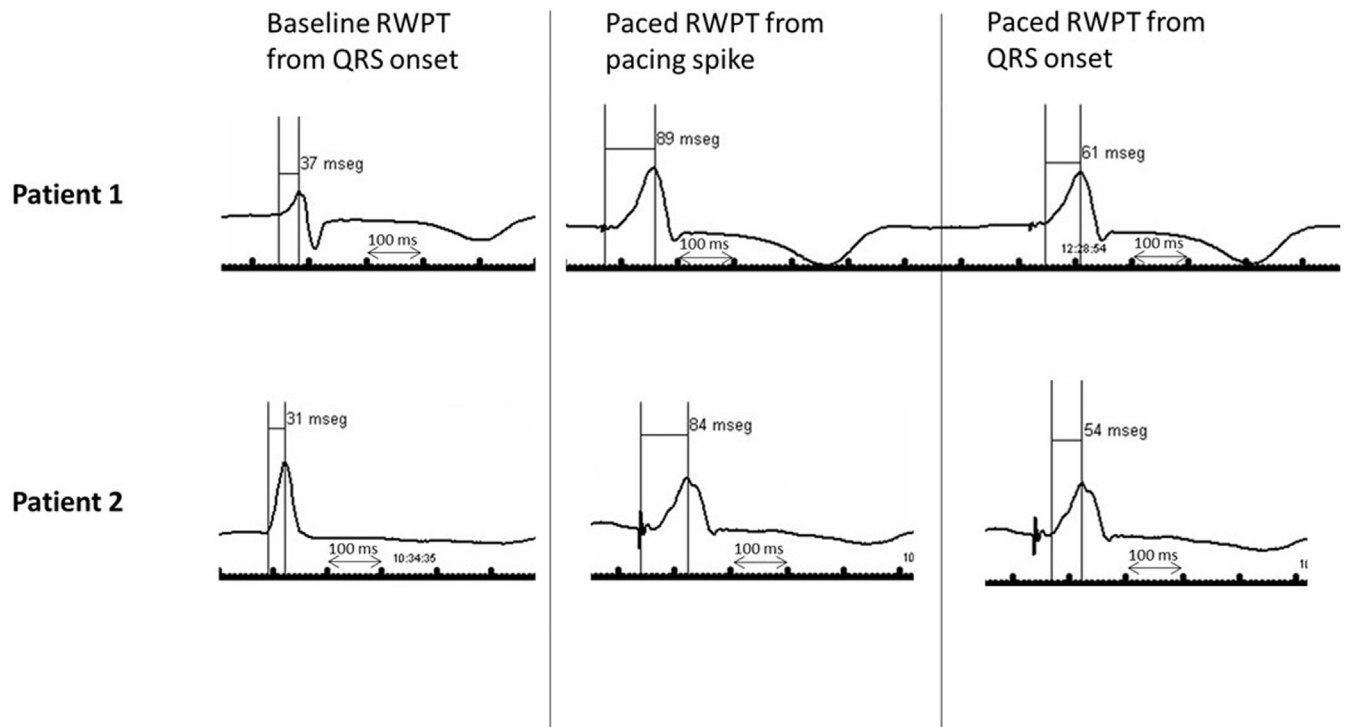 Baseline RWPT
from QRS onset
Paced RWPT from
pacing spike
Paced RWPT from
QRS onset
Patient 1
37 mseg
100 ms
89 mseg
100 ms
61 mseg
12:28:54
100 ms
Patient 2
31 mseg
100 ms
10:34:35
84 mseg
100 ms
10
54 mseg
100 ms